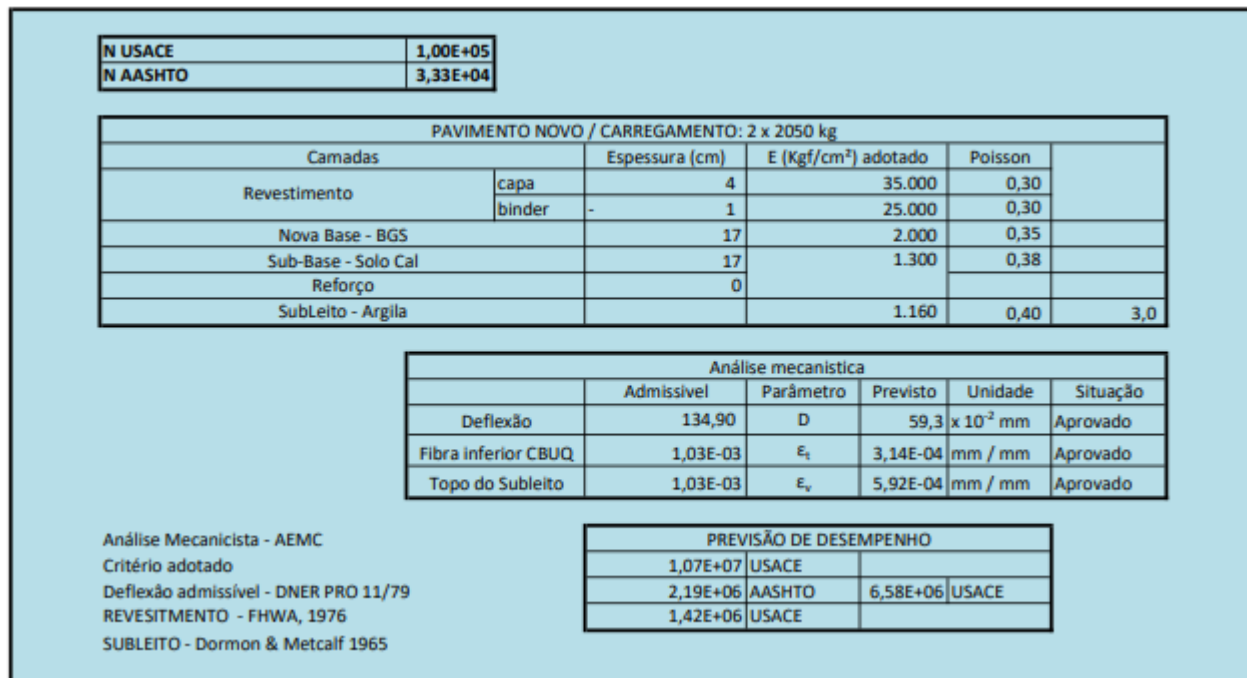 N USACE 1,00E+05
N AASHTO 3,33E+04
PAVIMENTO NOVO / CARREGAMENTO: 2 x 2050 kg
Camadas Espessura (cm) E (Kgf/cm²) adotado Poisson
Revestimento capa 4 35.000 0,30
binder - 1 25.000 0,30
Nova Base - BGS 17 2.000 0,35
Sub-Base - Solo Cal 17 1.300 0,38
Reforço 0
SubLeito - Argila 1.160 0,40 3,0
Análise mecanistica
Admissivel Parâmetro Previsto Unidade Situação
Deflexão 134,90 D 59,3 x 10⁻² mm Aprovado
Fibra inferior CBUQ 1,03E-03 εₜ 3,14E-04 mm / mm Aprovado
Topo do Subleito 1,03E-03 εᵥ 5,92E-04 mm / mm Aprovado
Análise Mecanicista - AEMC
Critério adotado
Deflexão admissível - DNER PRO 11/79
REVESITMENTO - FHWA, 1976
SUBLEITO - Dormon & Metcalf 1965
PREVISÃO DE DESEMPENHO
1,07E+07 USACE
2,19E+06 AASHTO 6,58E+06 USACE
1,42E+06 USACE